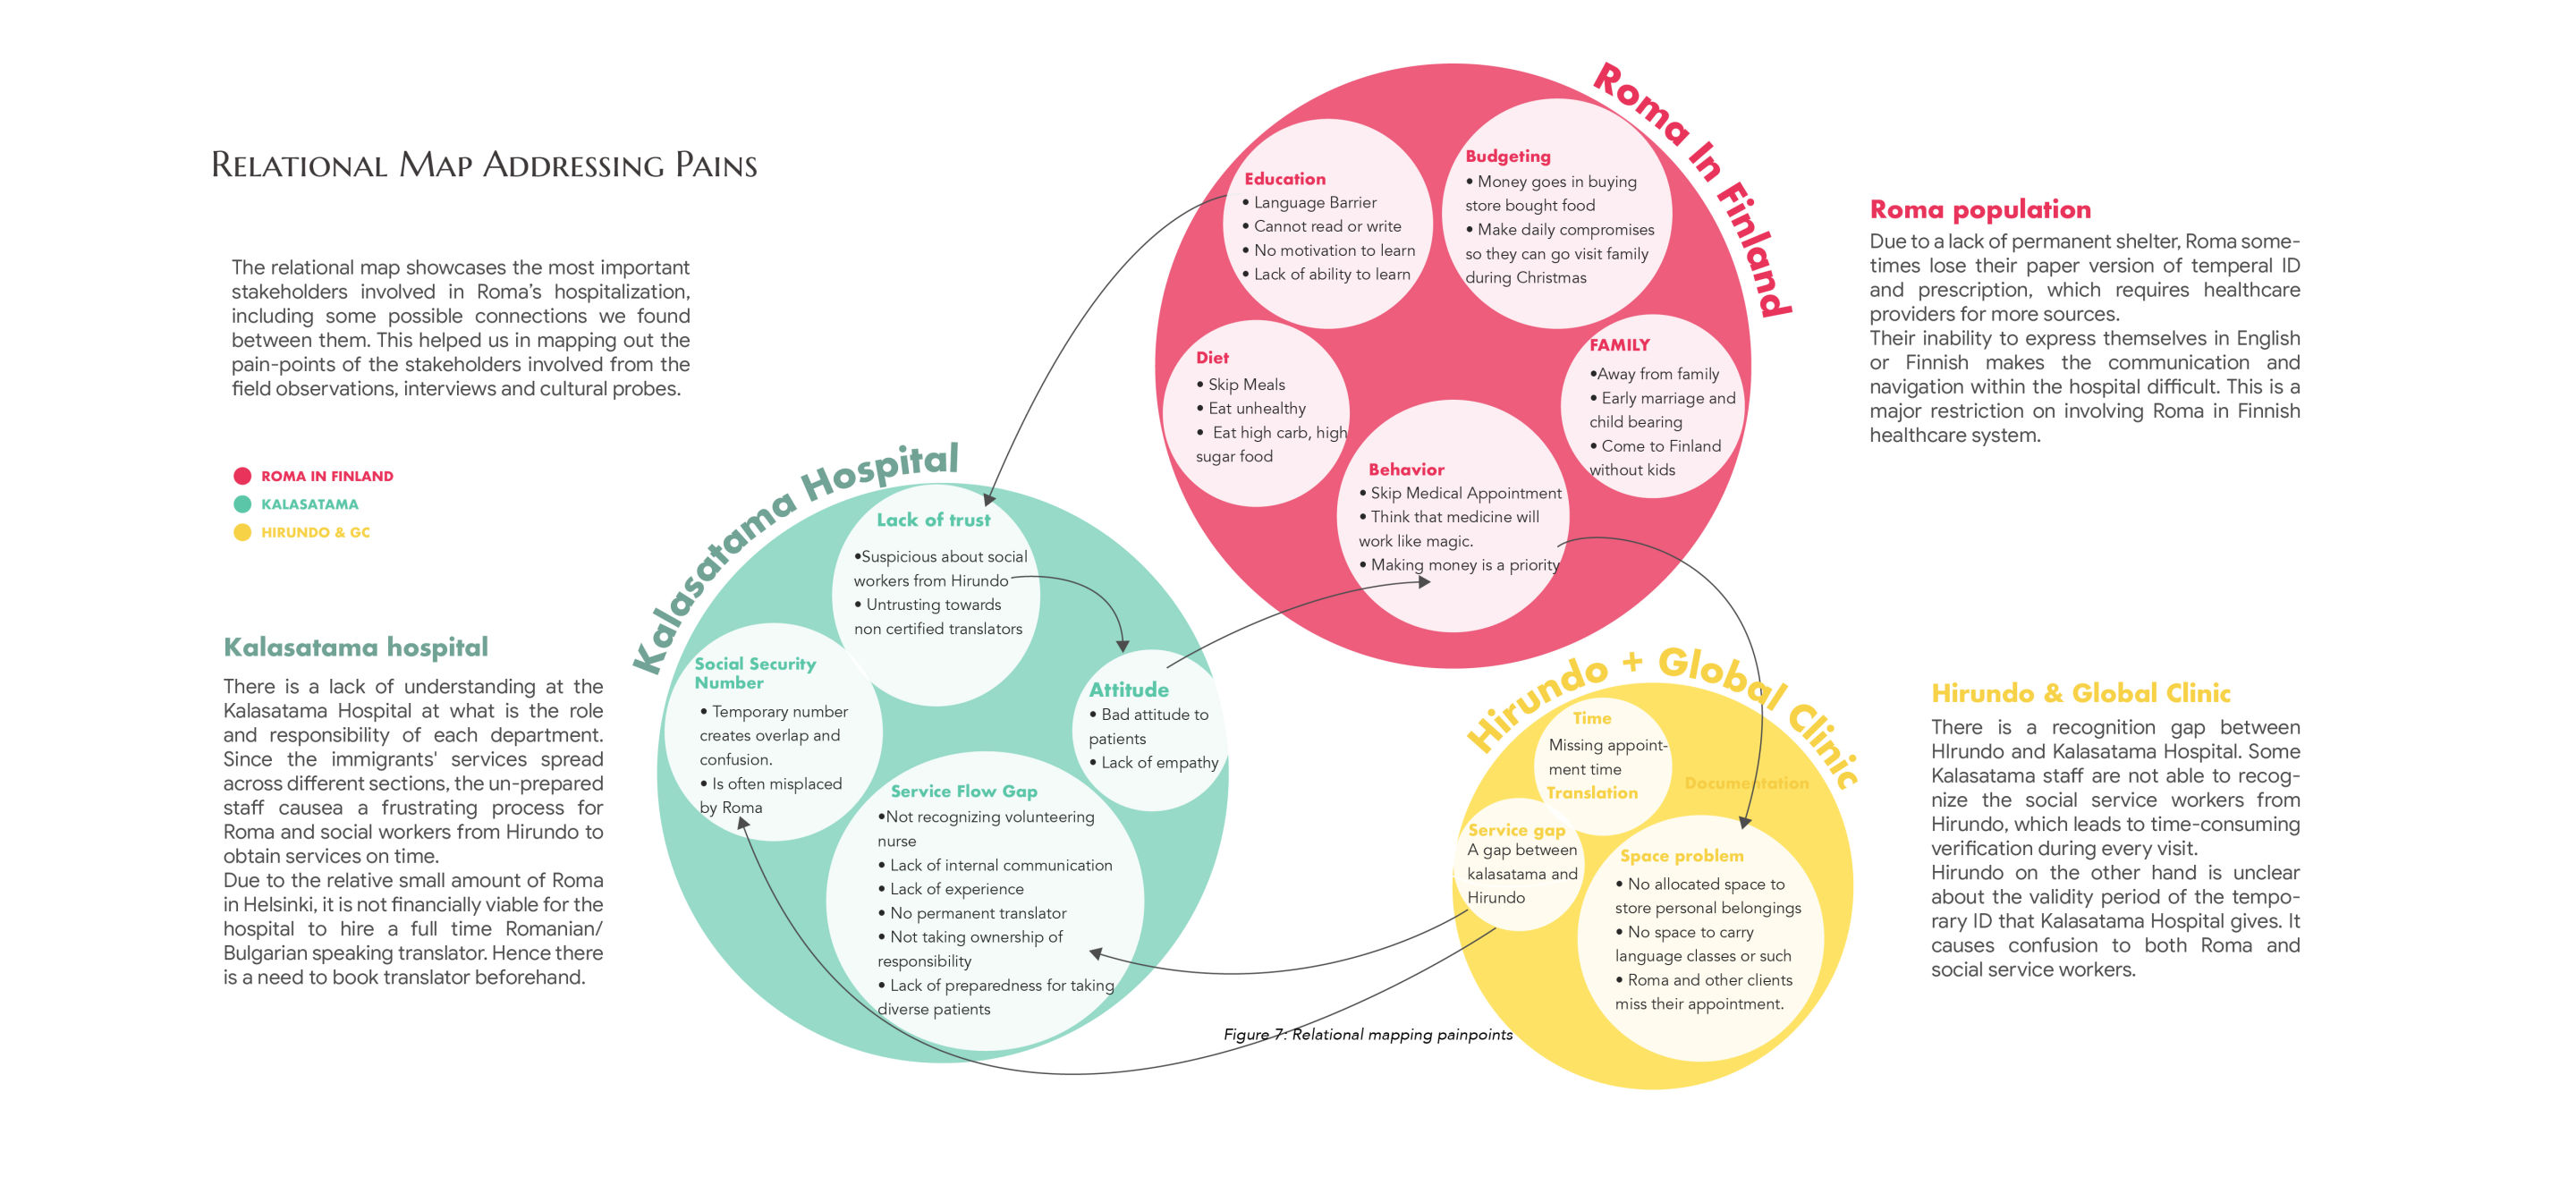 Relational Map Addressing Pains
The relational map showcases the most important
stakeholders involved in Roma's hospitalization,
including some possible connections we found
between them. This helped us in mapping out the
pain-points of the stakeholders involved from the
field observations, interviews and cultural probes.
ROMA IN FINLAND
KALASATAMA
HIRUNDO & GC
Kalasatama hospital
There is a lack of understanding at the
Kalasatama Hospital at what is the role
and responsibility of each department.
Since the immigrants' services spread
across different sections, the un-prepared
staff causea a frustrating process for
Roma and social workers from Hirundo to
obtain services on time.
Due to the relative small amount of Roma
in Helsinki, it is not financially viable for the
hospital to hire a full time Romanian/
Bulgarian speaking translator. Hence there
is a need to book translator beforehand.
Kalasatama Hospital
Lack of trust
•Suspicious about social
workers from Hirundo
• Untrusting towards
non certified translators
Social Security
Number
• Temporary number
creates overlap and
confusion.
• Is often misplaced
by Roma
Attitude
• Bad attitude to
patients
• Lack of empathy
Service Flow Gap
•Not recognizing volunteering
nurse
• Lack of internal communication
• Lack of experience
• No permanent translator
• Not taking ownership of
responsibility
• Lack of preparedness for taking
diverse patients
Roma In Finland
Education
• Language Barrier
• Cannot read or write
• No motivation to learn
• Lack of ability to learn
Budgeting
• Money goes in buying
store bought food
• Make daily compromises
so they can go visit family
during Christmas
Diet
• Skip Meals
• Eat unhealthy
• Eat high carb, high
sugar food
FAMILY
•Away from family
• Early marriage and
child bearing
• Come to Finland
without kids
Behavior
• Skip Medical Appointment
• Think that medicine will
work like magic.
• Making money is a priority
Hirundo + Global Clinic
Time
Missing appoint-
ment time
Translation
Documentation
Service gap
A gap between
kalasatama and
Hirundo
Space problem
• No allocated space to
store personal belongings
• No space to carry
language classes or such
• Roma and other clients
miss their appointment.
Figure 7: Relational mapping painpoints
Roma population
Due to a lack of permanent shelter, Roma some-
times lose their paper version of temperal ID
and prescription, which requires healthcare
providers for more sources.
Their inability to express themselves in English
or Finnish makes the communication and
navigation within the hospital difficult. This is a
major restriction on involving Roma in Finnish
healthcare system.
Hirundo & Global Clinic
There is a recognition gap between
HIrundo and Kalasatama Hospital. Some
Kalasatama staff are not able to recog-
nize the social service workers from
Hirundo, which leads to time-consuming
verification during every visit.
Hirundo on the other hand is unclear
about the validity period of the tempo-
rary ID that Kalasatama Hospital gives. It
causes confusion to both Roma and
social service workers.